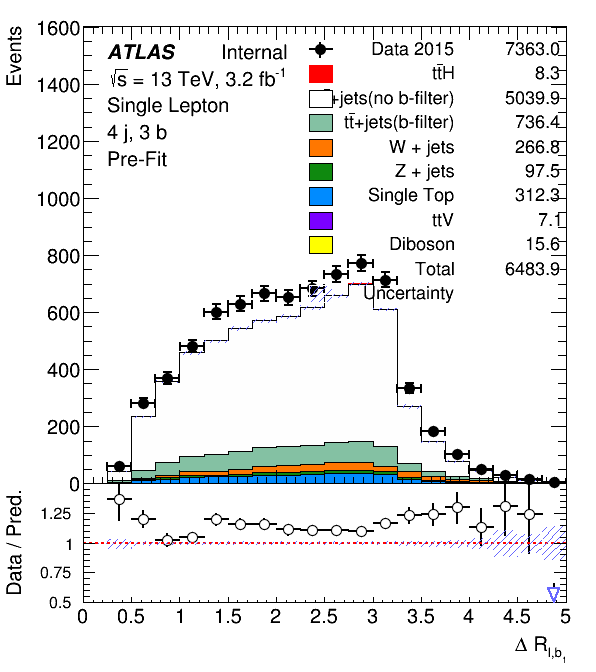 Events
1600
1400
1200
1000
800
600
400
200
0
ATLAS Internal
√s = 13 TeV, 3.2 fb⁻¹
Single Lepton
4 j, 3 b
Pre-Fit
Data 2015 7363.0
tt̄H 8.3
+jets(no b-filter) 5039.9
tt̄+jets(b-filter) 736.4
W + jets 266.8
Z + jets 97.5
Single Top 312.3
ttV 7.1
Diboson 15.6
Total 6483.9
Uncertainty
Data / Pred.
1.25
1
0.75
0.5
0 0.5 1 1.5 2 2.5 3 3.5 4 4.5 5
Δ R_{l,b_1}